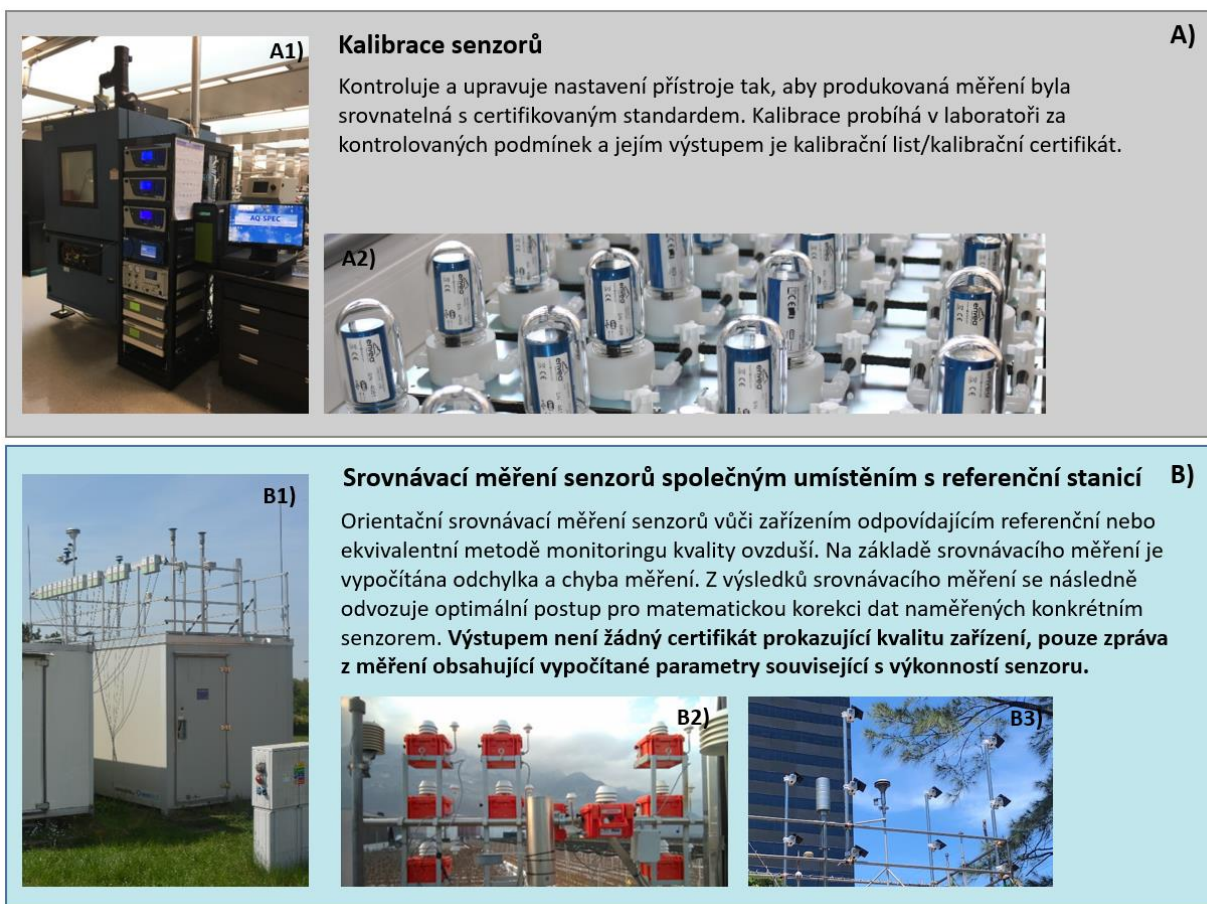 A)
A1)
Kalibrace senzorů
Kontroluje a upravuje nastavení přístroje tak, aby produkovaná měření byla
srovnatelná s certifikovaným standardem. Kalibrace probíhá v laboratoři za
kontrolovaných podmínek a jejím výstupem je kalibrační list/kalibrační certifikát.
AQ-SPEC
A2)
envea
envea
envea
envea
envea
B)
B1)
Srovnávací měření senzorů společným umístěním s referenční stanicí
Orientační srovnávací měření senzorů vůči zařízením odpovídajícím referenční nebo
ekvivalentní metodě monitoringu kvality ovzduší. Na základě srovnávacího měření je
vypočítána odchylka a chyba měření. Z výsledků srovnávacího měření se následně
odvozuje optimální postup pro matematickou korekci dat naměřených konkrétním
senzorem. Výstupem není žádný certifikát prokazující kvalitu zařízení, pouze zpráva
z měření obsahující vypočítané parametry související s výkonností senzoru.
B2)
B3)